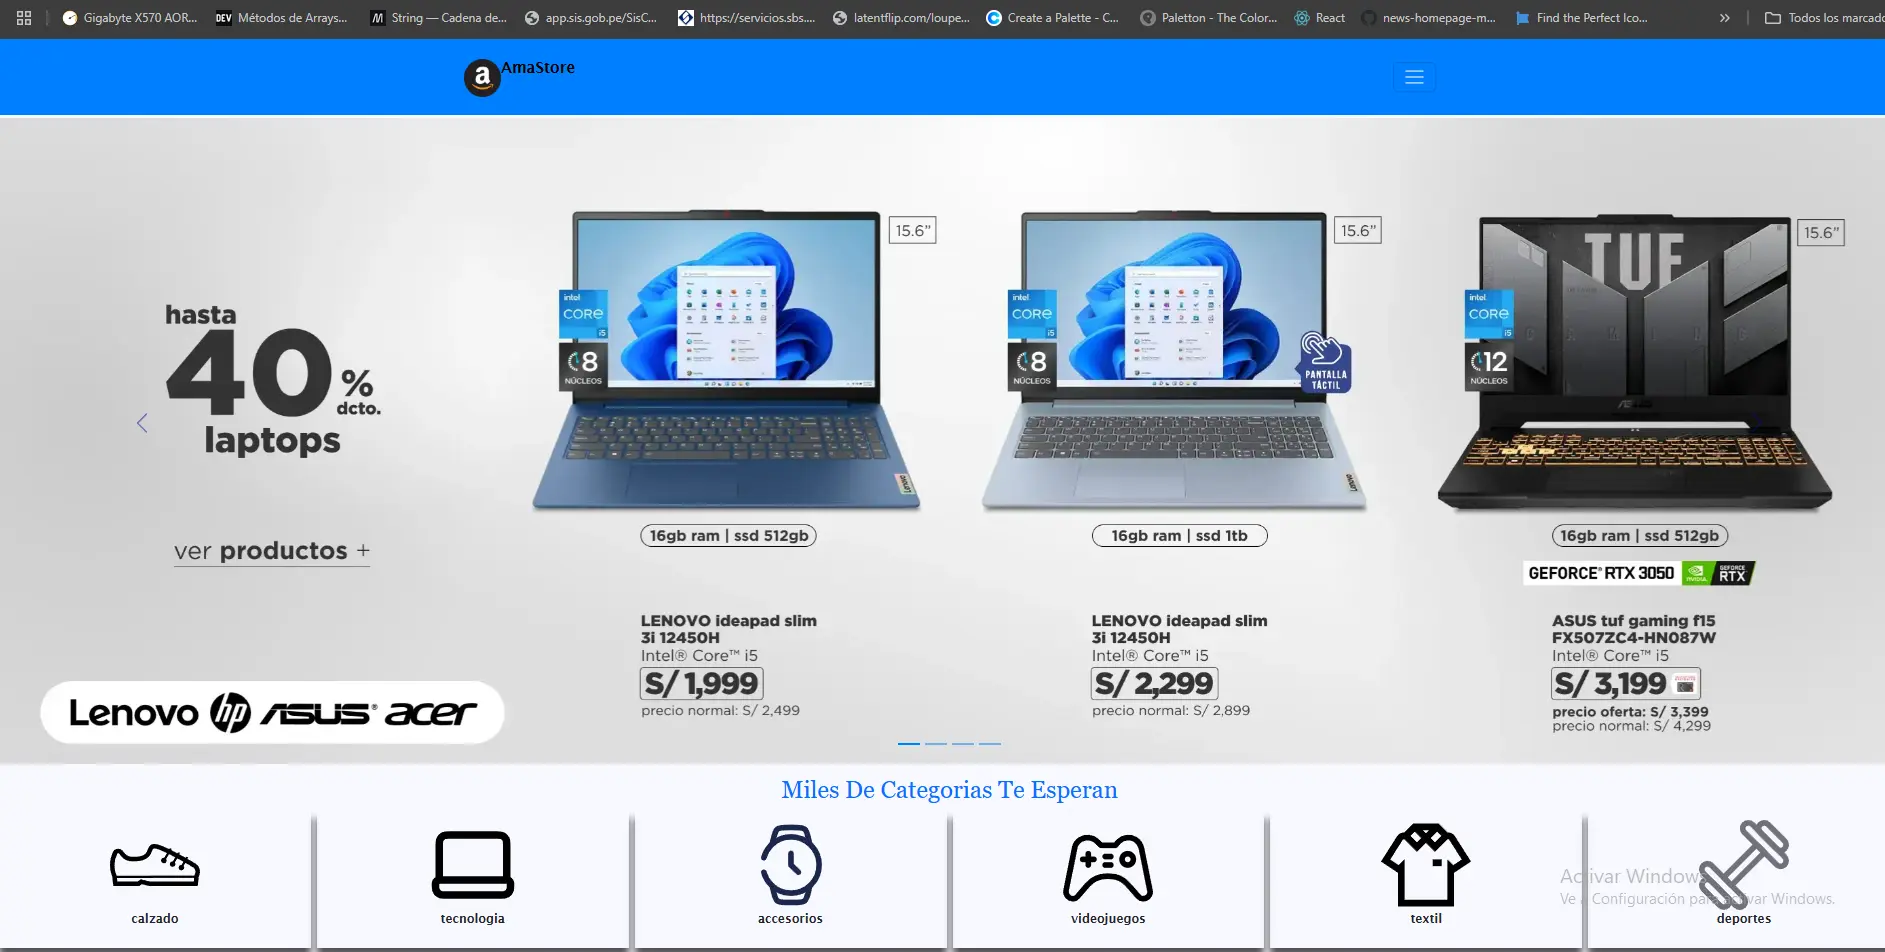 Gigabyte X570 AOR...
DEV
Métodos de Arrays...
String — Cadena de...
app.sis.gob.pe/SisC...
https://servicios.sbs....
latentflip.com/loupe...
Create a Palette - C...
Paletton - The Color...
React
news-homepage-m...
Find the Perfect Ico...
Todos los marcado
AmaStore
hasta
40%
dcto.
laptops
ver productos +
Lenovo hp ASUS acer
15.6”
intel
CORE
i5
8
NÚCLEOS
16gb ram | ssd 512gb
LENOVO ideapad slim
3i 12450H
Intel® Core™ i5
S/ 1,999
precio normal: S/ 2,499
15.6”
intel
CORE
i5
8
NÚCLEOS
PANTALLA
TÁCTIL
16gb ram | ssd 1tb
LENOVO ideapad slim
3i 12450H
Intel® Core™ i5
S/ 2,299
precio normal: S/ 2,899
15.6”
TUF
intel
CORE
i5
12
NÚCLEOS
16gb ram | ssd 512gb
GEFORCE® RTX 3050
NVIDIA
GEFORCE
RTX
ASUS tuf gaming f15
FX507ZC4-HN087W
Intel® Core™ i5
S/ 3,199
precio oferta: S/ 3,399
precio normal: S/ 4,299
Miles De Categorias Te Esperan
calzado
tecnologia
accesorios
videojuegos
textil
deportes
Activar Windows
Ve a Configuración para activar Windows.